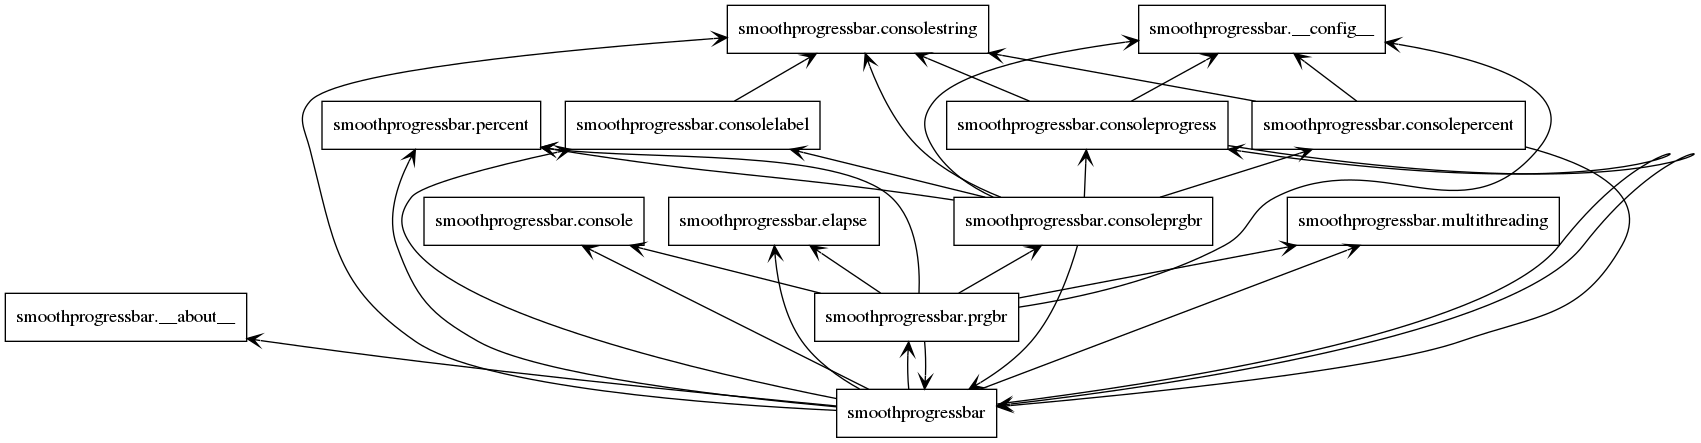 smoothprogressbar.consolestring
smoothprogressbar.__config__
smoothprogressbar.percent
smoothprogressbar.consolelabel
smoothprogressbar.consoleprogress
smoothprogressbar.consolepercent
smoothprogressbar.console
smoothprogressbar.elapse
smoothprogressbar.consoleprgbr
smoothprogressbar.multithreading
smoothprogressbar.__about__
smoothprogressbar.prgbr
smoothprogressbar